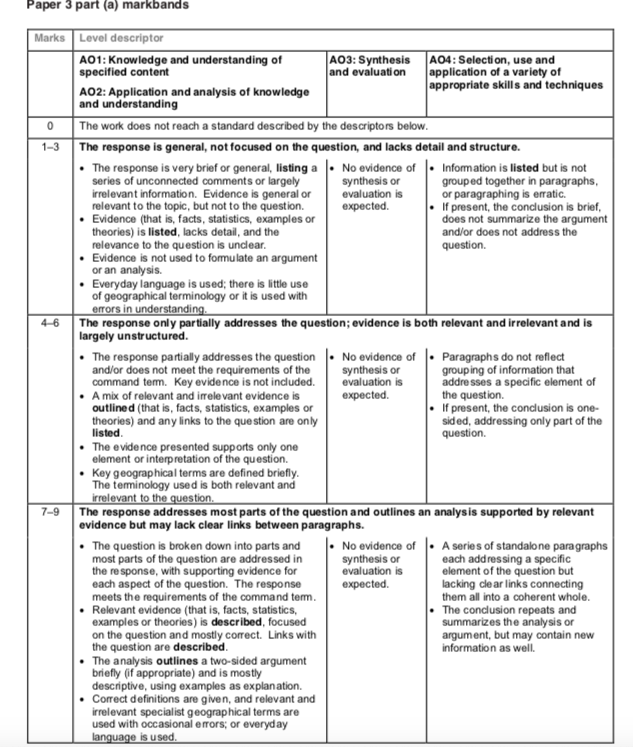 Paper 3 part (a) markbands
Marks Level descriptor
AO1: Knowledge and understanding of
specified content
AO2: Application and analysis of knowledge
and understanding
AO3: Synthesis
and evaluation
AO4: Selection, use and
application of a variety of
appropriate skills and techniques
0 The work does not reach a standard described by the descriptors below.
1–3 The response is general, not focused on the question, and lacks detail and structure.
• The response is very brief or general, listing a
series of unconnected comments or largely
irrelevant information. Evidence is general or
relevant to the topic, but not to the question.
• Evidence (that is, facts, statistics, examples or
theories) is listed, lacks detail, and the
relevance to the question is unclear.
• Evidence is not used to formulate an argument
or an analysis.
• Everyday language is used; there is little use
of geographical terminology or it is used with
errors in understanding.
• No evidence of
synthesis or
evaluation is
expected.
• Information is listed but is not
grouped together in paragraphs,
or paragraphing is erratic.
• If present, the conclusion is brief,
does not summarize the argument
and/or does not address the
question.
4–6 The response only partially addresses the question; evidence is both relevant and irrelevant and is
largely unstructured.
• The response partially addresses the question
and/or does not meet the requirements of the
command term. Key evidence is not included.
• A mix of relevant and irrelevant evidence is
outlined (that is, facts, statistics, examples or
theories) and any links to the question are only
listed.
• The evidence presented supports only one
element or interpretation of the question.
• Key geographical terms are defined briefly.
The terminology used is both relevant and
irrelevant to the question.
• No evidence of
synthesis or
evaluation is
expected.
• Paragraphs do not reflect
grouping of information that
addresses a specific element of
the question.
• If present, the conclusion is one-
sided, addressing only part of the
question.
7–9 The response addresses most parts of the question and outlines an analysis supported by relevant
evidence but may lack clear links between paragraphs.
• The question is broken down into parts and
most parts of the question are addressed in
the response, with supporting evidence for
each aspect of the question. The response
meets the requirements of the command term.
• Relevant evidence (that is, facts, statistics,
examples or theories) is described, focused
on the question and mostly correct. Links with
the question are described.
• The analysis outlines a two-sided argument
briefly (if appropriate) and is mostly
descriptive, using examples as explanation.
• Correct definitions are given, and relevant and
irrelevant specialist geographical terms are
used with occasional errors; or everyday
language is used.
• No evidence of
synthesis or
evaluation is
expected.
• A series of standalone paragraphs
each addressing a specific
element of the question but
lacking clear links connecting
them all into a coherent whole.
• The conclusion repeats and
summarizes the analysis or
argument, but may contain new
information as well.